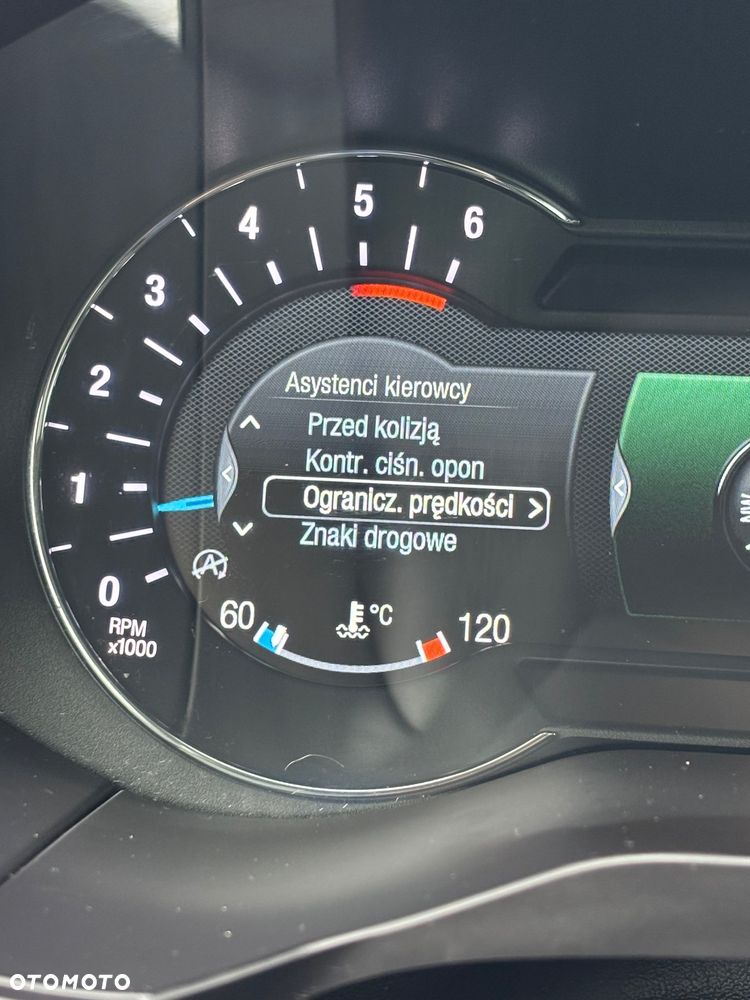 5
4
6
3
2
1
0
RPM
x1000
Asystenci kierowcy
Przed kolizją
Kontr. ciśn. opon
Ogranicz. prędkości >
Znaki drogowe
A
60 °C 120
OTOMOTO